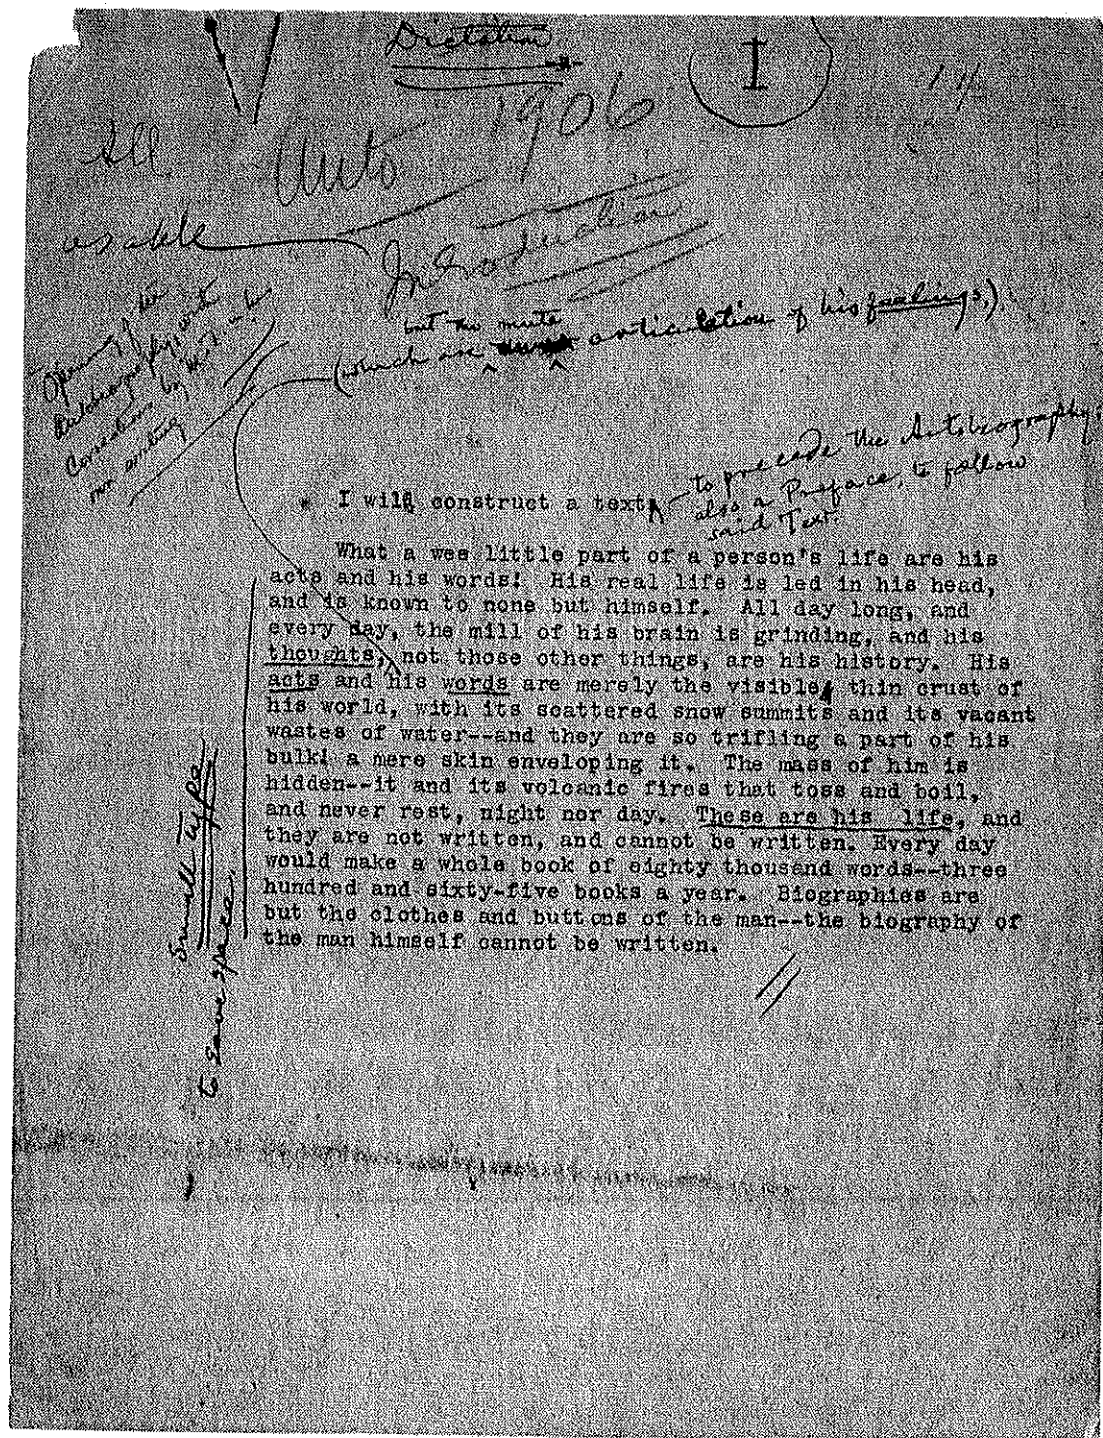 Dictation
I
All
Auto 1906
usable
Introduction
but the mute
(which are articulation of his feelings,)
Opening of the
Autobiography, with
Corrections by
own
to precede the Autobiography;
also a Preface, to follow
said Text.
I will construct a text
What a wee little part of a person's life are his
acts and his words! His real life is led in his head,
and is known to none but himself. All day long, and
every day, the mill of his brain is grinding, and his
thoughts, not those other things, are his history. His
acts and his words are merely the visible thin crust of
his world, with its scattered snow summits and its vacant
wastes of water--and they are so trifling a part of his
bulk! a mere skin enveloping it. The mass of him is
hidden--it and its volcanic fires that toss and boil,
and never rest, night nor day. These are his life, and
they are not written, and cannot be written. Every day
would make a whole book of eighty thousand words--three
hundred and sixty-five books a year. Biographies are
but the clothes and buttons of the man--the biography of
the man himself cannot be written.
Small type
to save space.